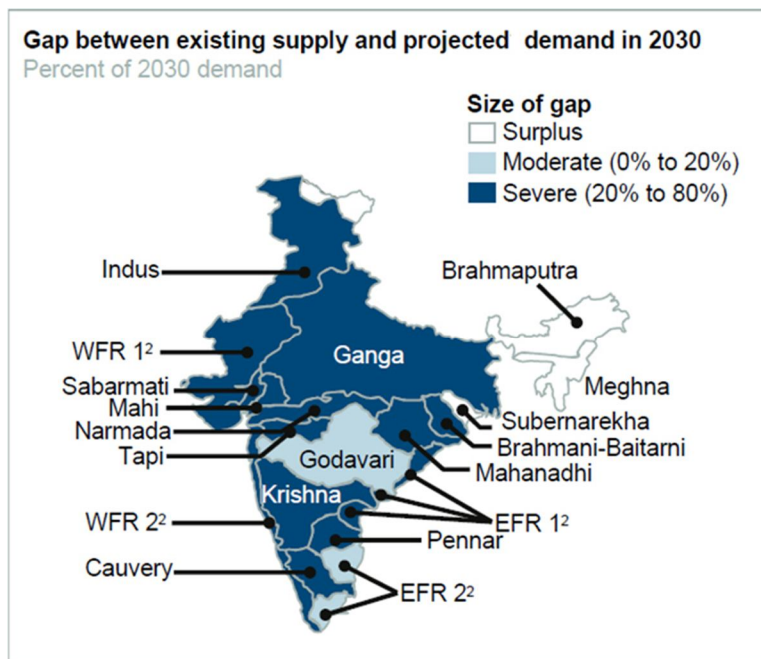 Gap between existing supply and projected demand in 2030
Percent of 2030 demand
Size of gap
Surplus
Moderate (0% to 20%)
Severe (20% to 80%)
Indus
Brahmaputra
WFR 1²
Ganga
Sabarmati
Meghna
Mahi
Subernarekha
Narmada
Brahmani-Baitarni
Tapi
Godavari
Mahanadhi
Krishna
WFR 2²
EFR 1²
Pennar
Cauvery
EFR 2²